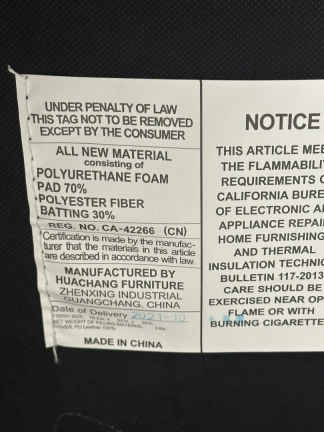 UNDER PENALTY OF LAW
THIS TAG NOT TO BE REMOVED
EXCEPT BY THE CONSUMER
ALL NEW MATERIAL
consisting of
POLYURETHANE FOAM
PAD 70%
POLYESTER FIBER
BATTING 30%
REG. NO. CA-42266 (CN)
Certification is made by the manufac-
turer that the materials in this article
are described in accordance with law.
MANUFACTURED BY
HUACHANG FURNITURE
ZHENXING INDUSTRIAL
GUANGCHANG, CHINA
Date of Delivery 2021-10
MADE IN CHINA
NOTICE
THIS ARTICLE MEE
THE FLAMMABILI
REQUIREMENTS O
CALIFORNIA BURE
OF ELECTRONIC A
APPLIANCE REPAIR
HOME FURNISHING
AND THERMAL
INSULATION TECHNIC
BULLETIN 117-2013
CARE SHOULD BE
EXERCISED NEAR OP
FLAME OR WITH
BURNING CIGARETTE